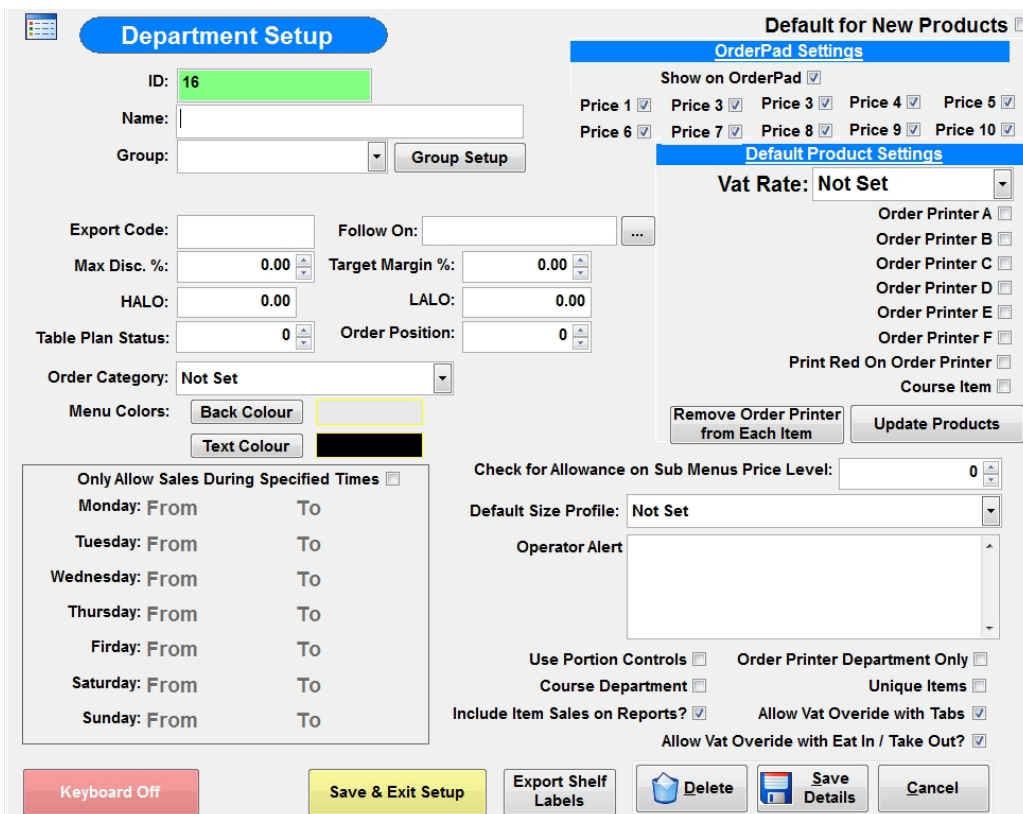 Department Setup
Default for New Products
OrderPad Settings
Show on OrderPad
ID: 16
Price 1 Price 3 Price 3 Price 4 Price 5
Name:
Price 6 Price 7 Price 8 Price 9 Price 10
Group: Group Setup
Default Product Settings
Vat Rate: Not Set
Order Printer A
Export Code: Follow On: ...
Order Printer B
Max Disc. %: 0.00 Target Margin %: 0.00
Order Printer C
Order Printer D
HALO: 0.00 LALO: 0.00
Order Printer E
Table Plan Status: 0 Order Position: 0
Order Printer F
Print Red On Order Printer
Order Category: Not Set
Course Item
Menu Colors: Back Colour
Remove Order Printer
from Each Item
Update Products
Text Colour
Only Allow Sales During Specified Times
Check for Allowance on Sub Menus Price Level: 0
Monday: From To
Default Size Profile: Not Set
Tuesday: From To
Operator Alert
Wednesday: From To
Thursday: From To
Firday: From To
Use Portion Controls Order Printer Department Only
Saturday: From To
Course Department Unique Items
Sunday: From To
Include Item Sales on Reports? Allow Vat Overide with Tabs
Allow Vat Overide with Eat In / Take Out?
Keyboard Off
Save & Exit Setup
Export Shelf
Labels
Delete
Save
Details
Cancel